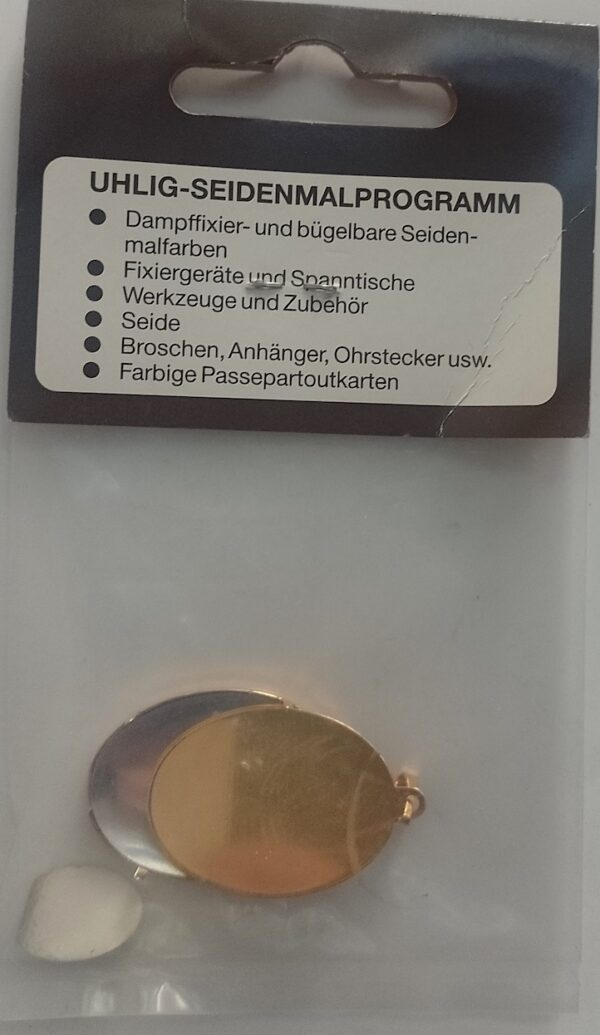 UHLIG-SEIDENMALPROGRAMM
● Dampffixier- und bügelbare Seiden-
malfarben
● Fixiergeräte und Spanntische
● Werkzeuge und Zubehör
● Seide
● Broschen, Anhänger, Ohrstecker usw.
● Farbige Passepartoutkarten